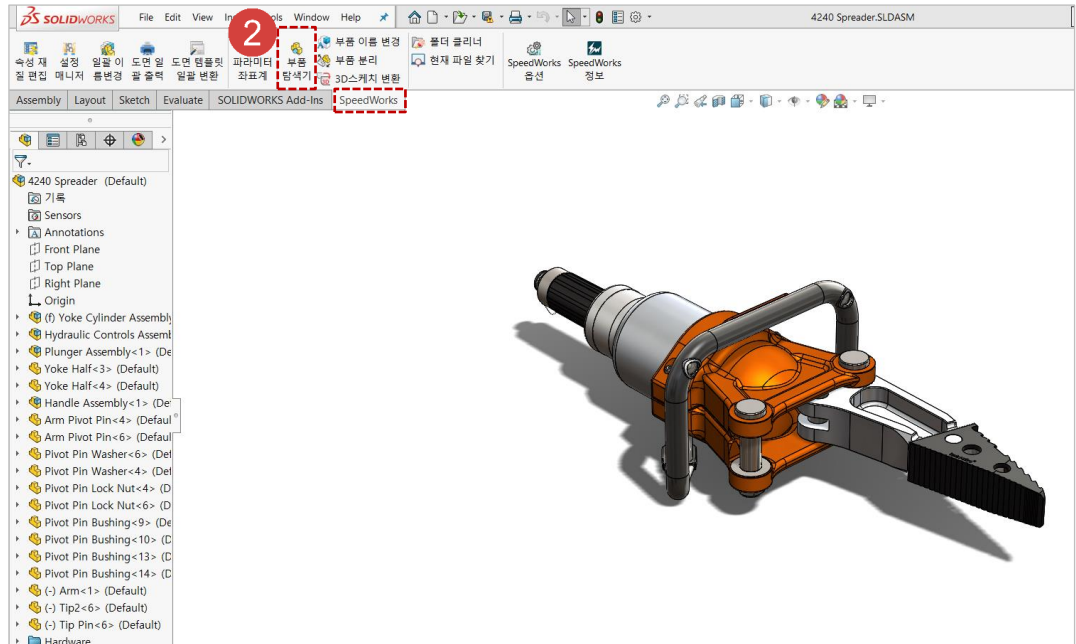 SOLIDWORKS
File Edit View Window Help
4240 Spreader.SLDASM
2
속성 재질 편집
설정 매니저
일괄 이름변경
도면 일괄 출력
도면 템플릿 일괄 변환
파라미터 좌표계
부품 탐색기
부품 이름 변경
부품 분리
3D스케치 변환
폴더 클리너
현재 파일 찾기
SpeedWorks 옵션
SpeedWorks 정보
Assembly Layout Sketch Evaluate SOLIDWORKS Add-Ins SpeedWorks
4240 Spreader (Default)
기록
Sensors
Annotations
Front Plane
Top Plane
Right Plane
Origin
(f) Yoke Cylinder Assembly
Hydraulic Controls Assemb
Plunger Assembly<1> (De
Yoke Half<3> (Default)
Yoke Half<4> (Default)
Handle Assembly<1> (De
Arm Pivot Pin<4> (Defaul
Arm Pivot Pin<6> (Defaul
Pivot Pin Washer<6> (Def
Pivot Pin Washer<4> (Def
Pivot Pin Lock Nut<4> (D
Pivot Pin Lock Nut<6> (D
Pivot Pin Bushing<9> (De
Pivot Pin Bushing<10> (D
Pivot Pin Bushing<13> (D
Pivot Pin Bushing<14> (D
(-) Arm<1> (Default)
(-) Tip2<6> (Default)
(-) Tip Pin<6> (Default)
Hardware